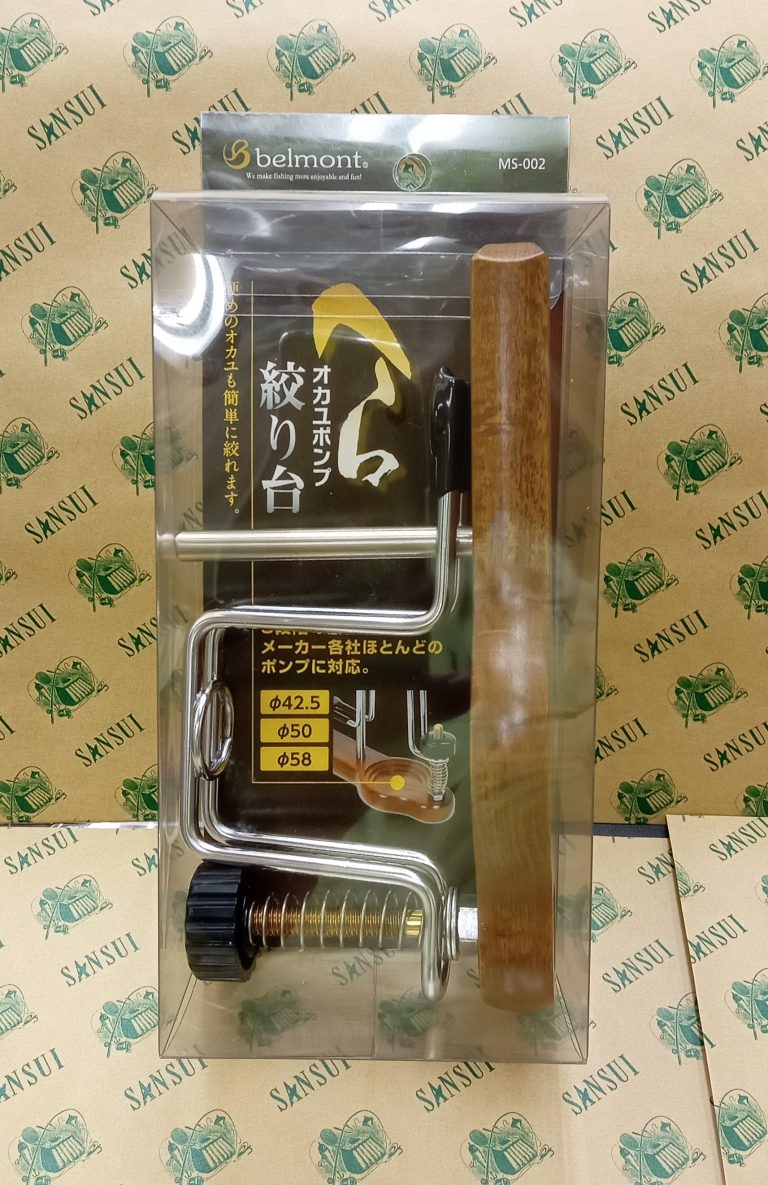 belmont®
We make fishing more enjoyable and fun!
MS-002
へら
オカユポンプ
絞り台
硬めのオカユも簡単に絞れます。
メーカー各社ほとんどの
ポンプに対応。
φ42.5
φ50
φ58
SANSUI